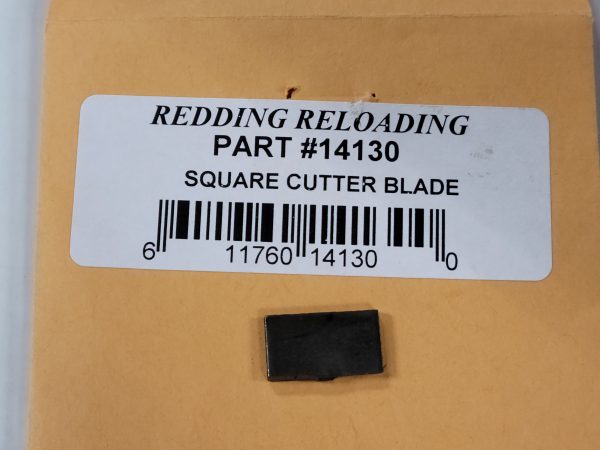 REDDING RELOADING
PART #14130
SQUARE CUTTER BLADE
6 11760 14130 0